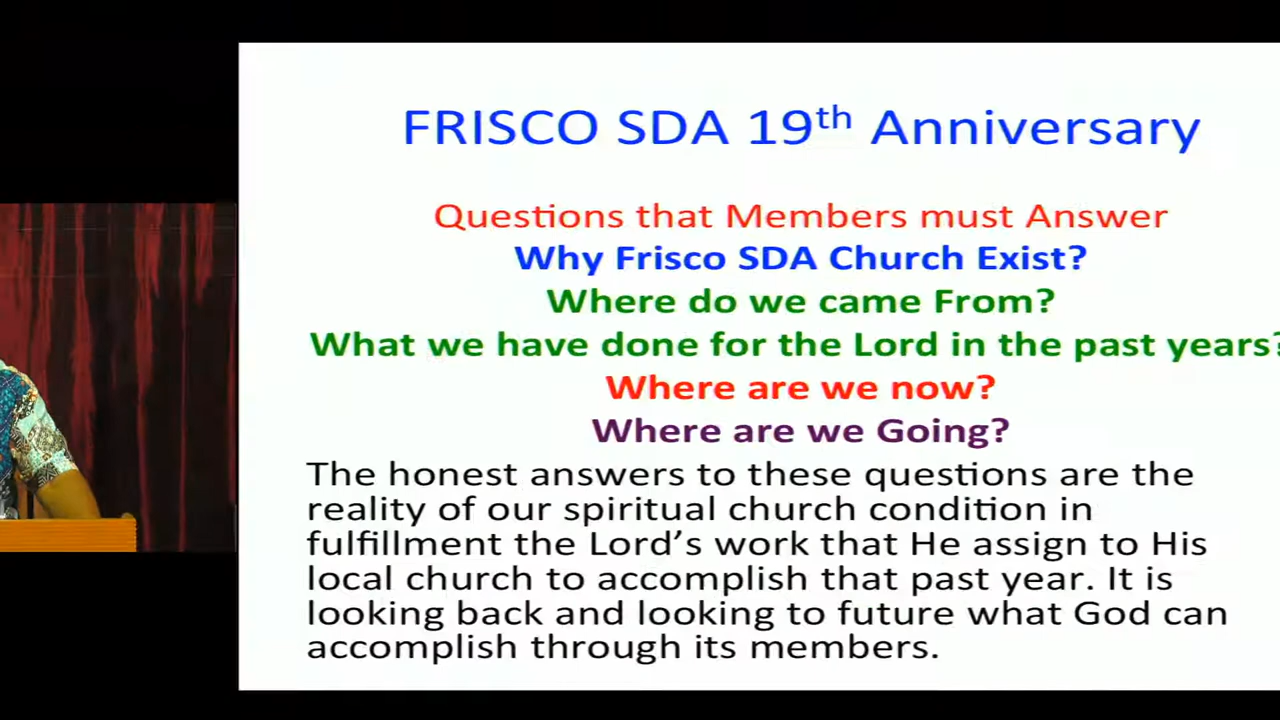 FRISCO SDA 19th Anniversary
Questions that Members must Answer
Why Frisco SDA Church Exist?
Where do we came From?
What we have done for the Lord in the past years?
Where are we now?
Where are we Going?
The honest answers to these questions are the
reality of our spiritual church condition in
fulfillment the Lord's work that He assign to His
local church to accomplish that past year. It is
looking back and looking to future what God can
accomplish through its members.